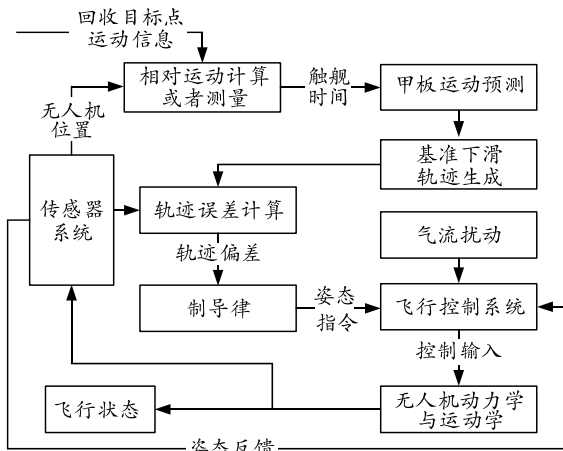 回收目标点
运动信息
相对运动计算
或者测量
触舰
时间
甲板运动预测
无人机
位置
基准下滑
轨迹生成
传感器
系统
轨迹误差计算
气流扰动
轨迹偏差
制导律
姿态
指令
飞行控制系统
控制输入
飞行状态
无人机动力学
与运动学
姿态反馈